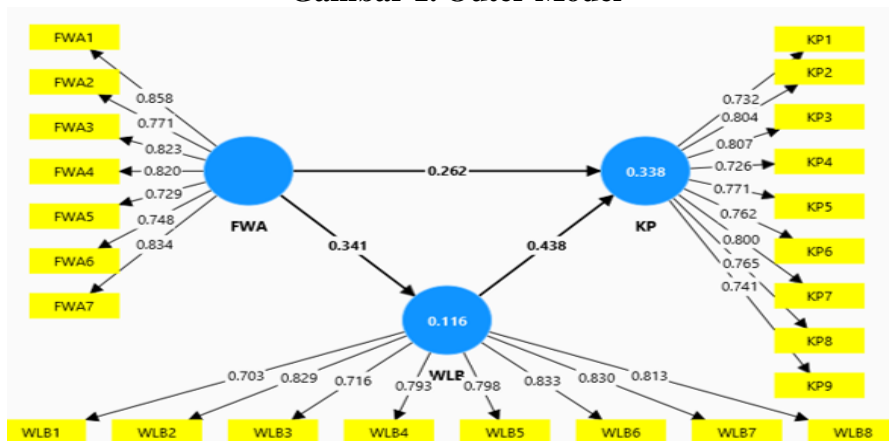 Gambar Outer Model
FWA1
FWA2
FWA3
FWA4
FWA5
FWA6
FWA7
0.858
0.771
0.823
0.820
0.729
0.748
0.834
FWA
0.262
0.341
0.438
0.338
KP
0.116
WLB
0.732
0.804
0.807
0.726
0.771
0.762
0.800
0.765
0.741
KP1
KP2
KP3
KP4
KP5
KP6
KP7
KP8
KP9
0.703
0.829
0.716
0.793
0.798
0.833
0.830
0.813
WLB1
WLB2
WLB3
WLB4
WLB5
WLB6
WLB7
WLB8